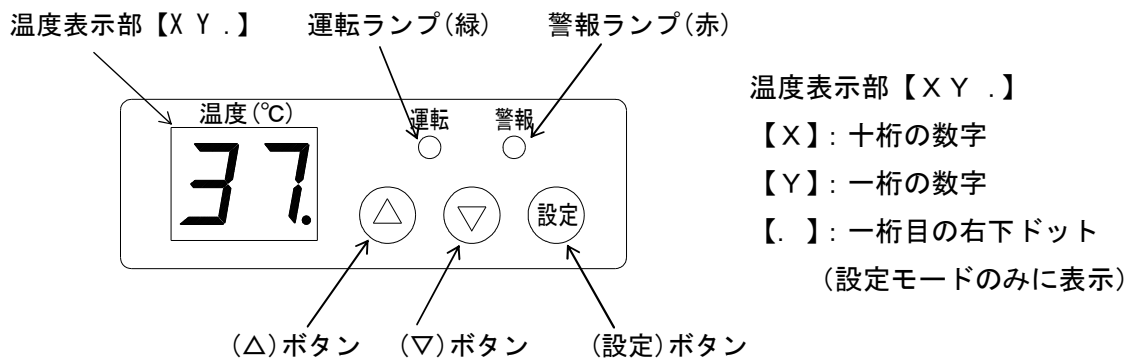 温度表示部【X Y .】 運転ランプ(緑) 警報ランプ(赤)
温度(℃) 運転 警報
37.
△ ▽ 設定
(△)ボタン (▽)ボタン (設定)ボタン
温度表示部【X Y .】
【X】: 十桁の数字
【Y】: 一桁の数字
【. 】: 一桁目の右下ドット
(設定モードのみに表示)